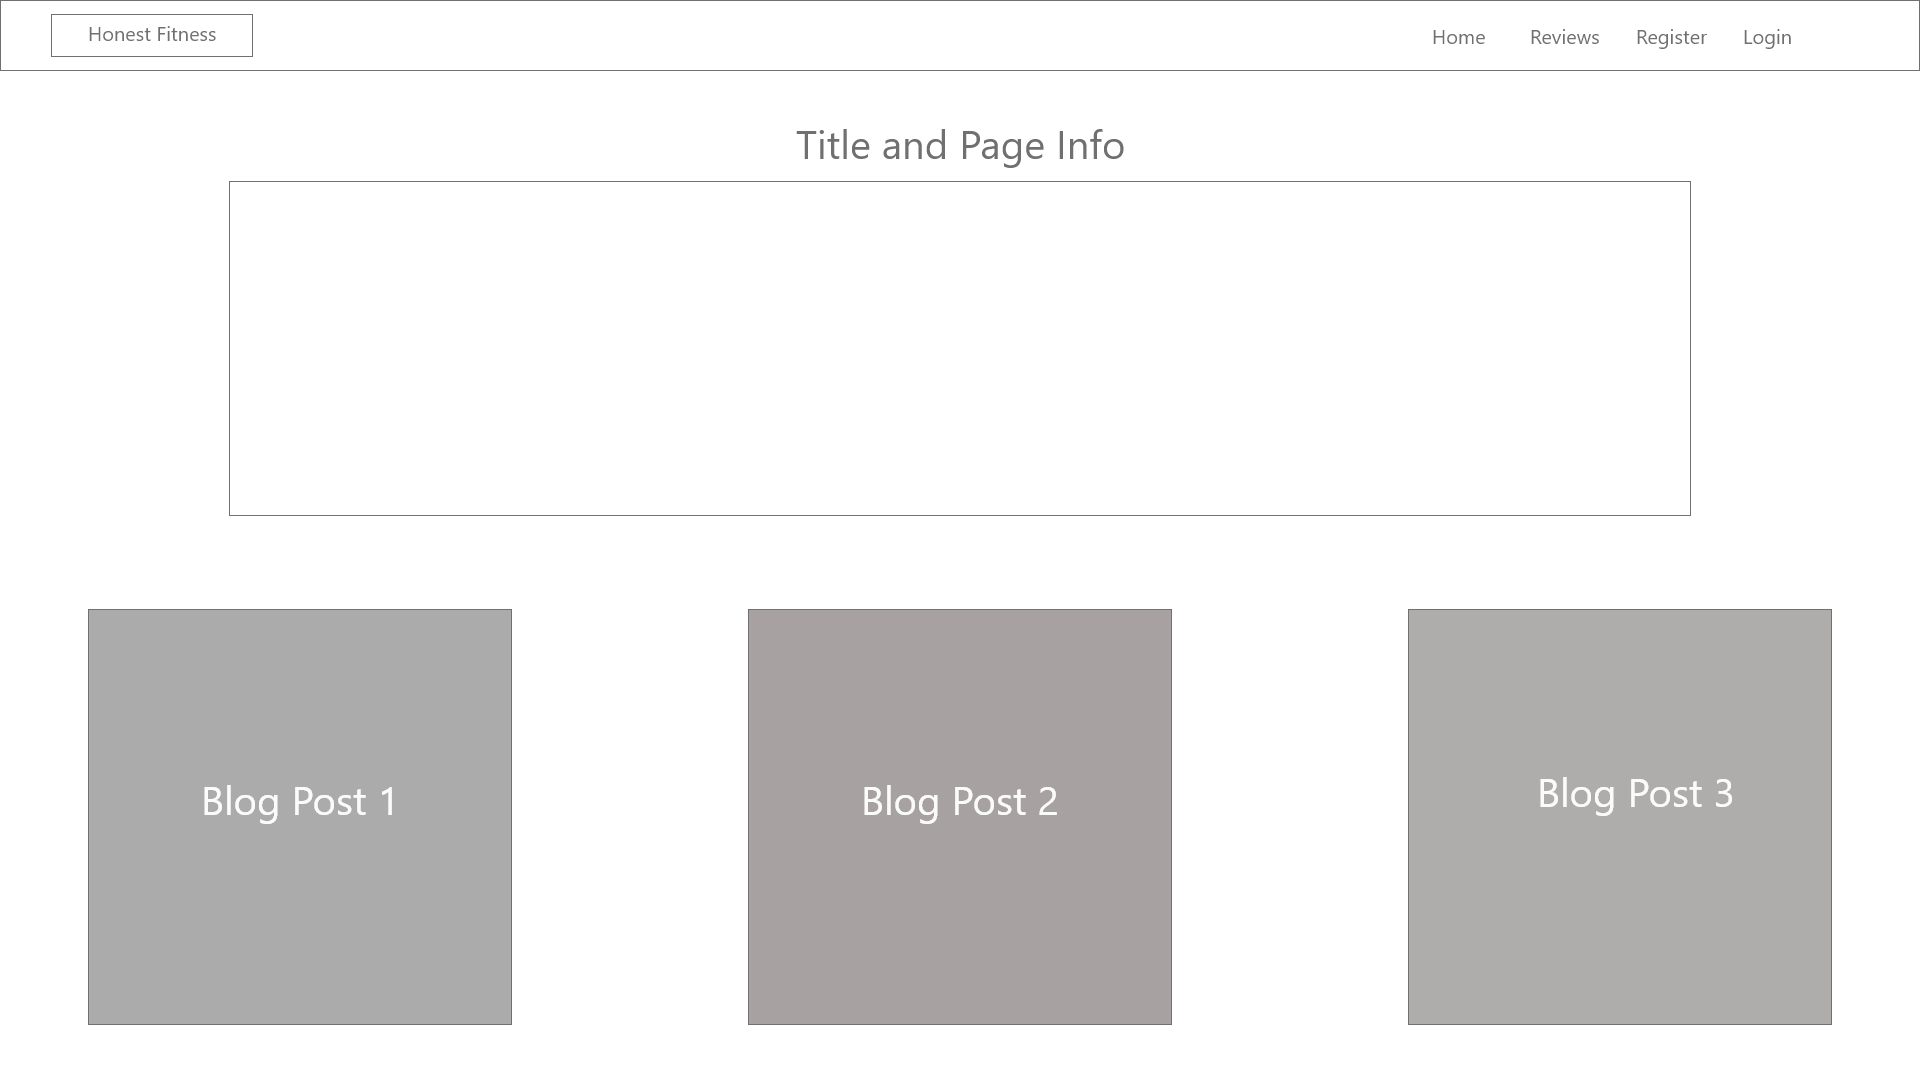 Honest Fitness
Home Reviews Register Login
Title and Page Info
Blog Post 1
Blog Post 2
Blog Post 3